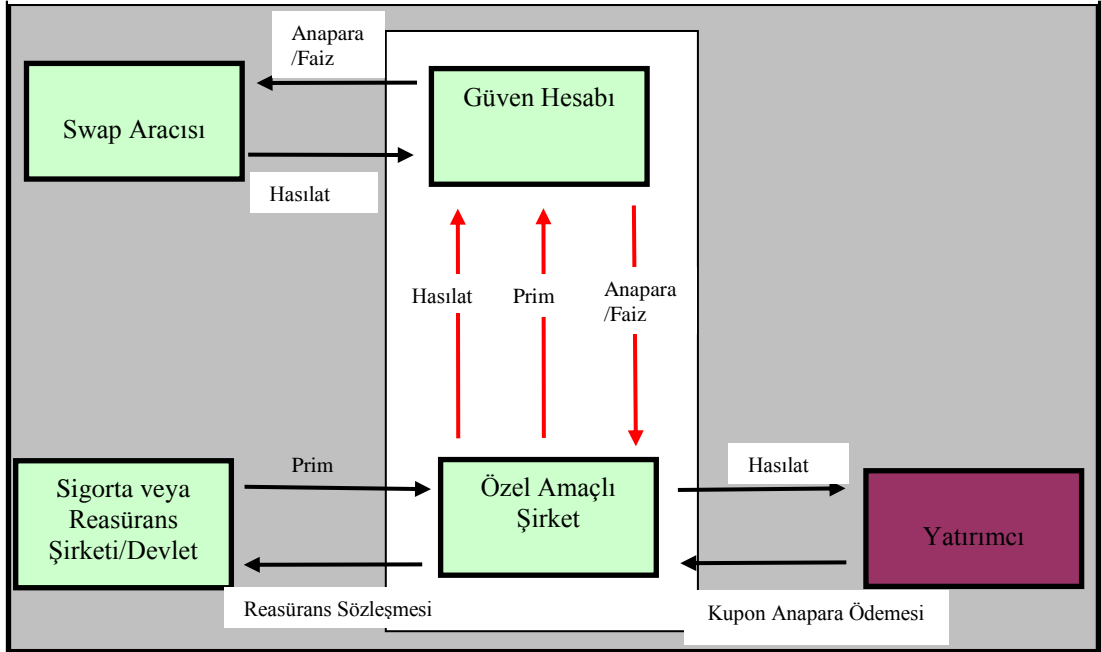 Anapara
/Faiz
Swap Aracısı
Güven Hesabı
Hasılat
Hasılat
Prim
Anapara
/Faiz
Sigorta veya
Reasürans
Şirketi/Devlet
Prim
Özel Amaçlı
Şirket
Hasılat
Yatırımcı
Reasürans Sözleşmesi
Kupon Anapara Ödemesi